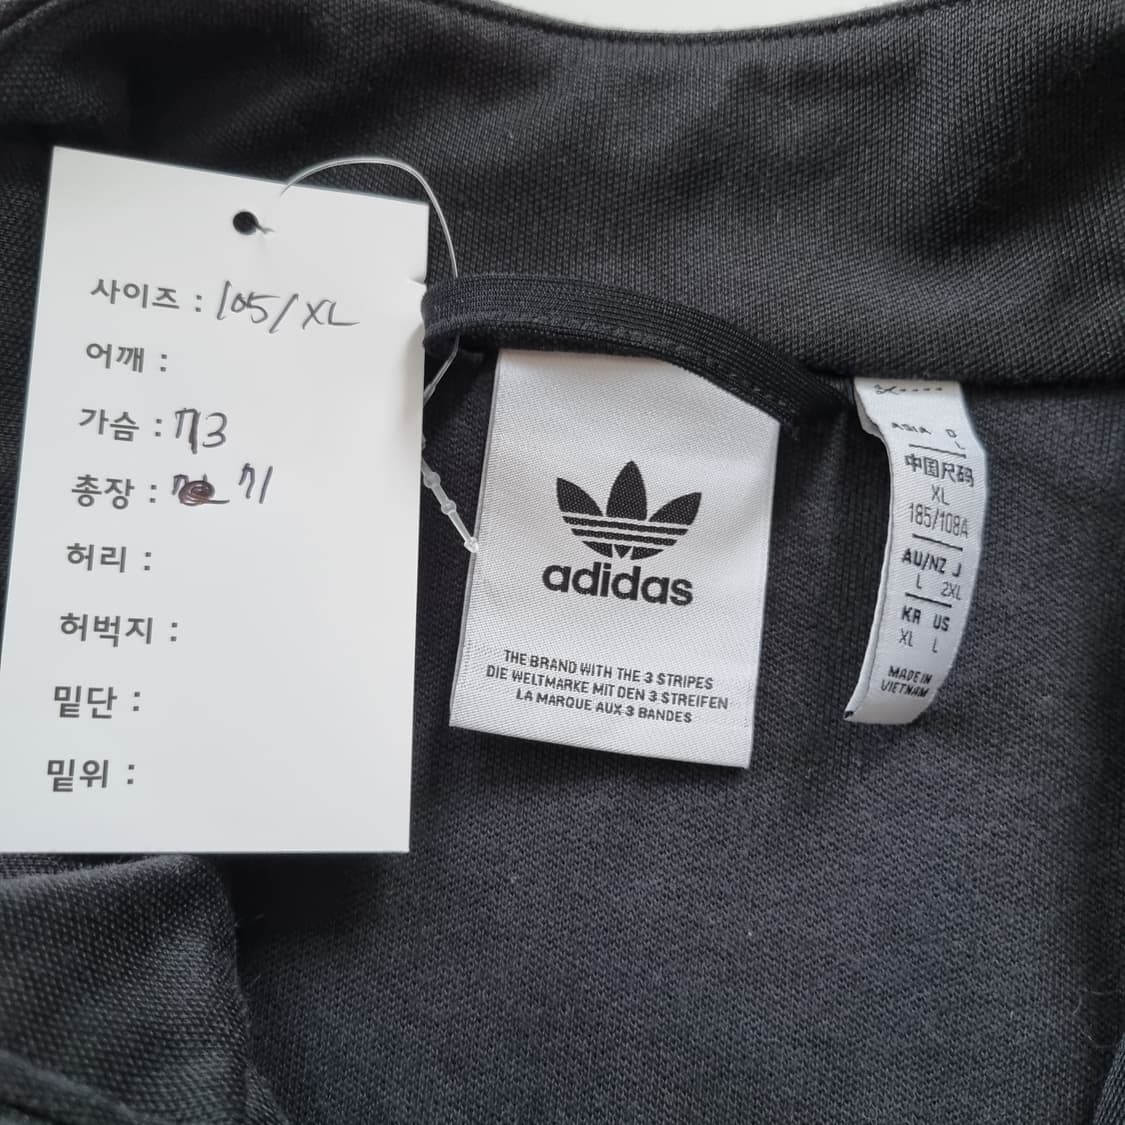 사이즈 : 105/XL
어깨 :
가슴 : 73
총장 : 71
허리 :
허벅지 :
밑단 :
밑위 :
adidas
THE BRAND WITH THE 3 STRIPES
DIE WELTMARKE MIT DEN 3 STREIFEN
LA MARQUE AUX 3 BANDES
ASIA D
L
中国尺码
XL
185/108A
AU/NZ J
L 2XL
KR US
XL L
MADE IN
VIETNAM